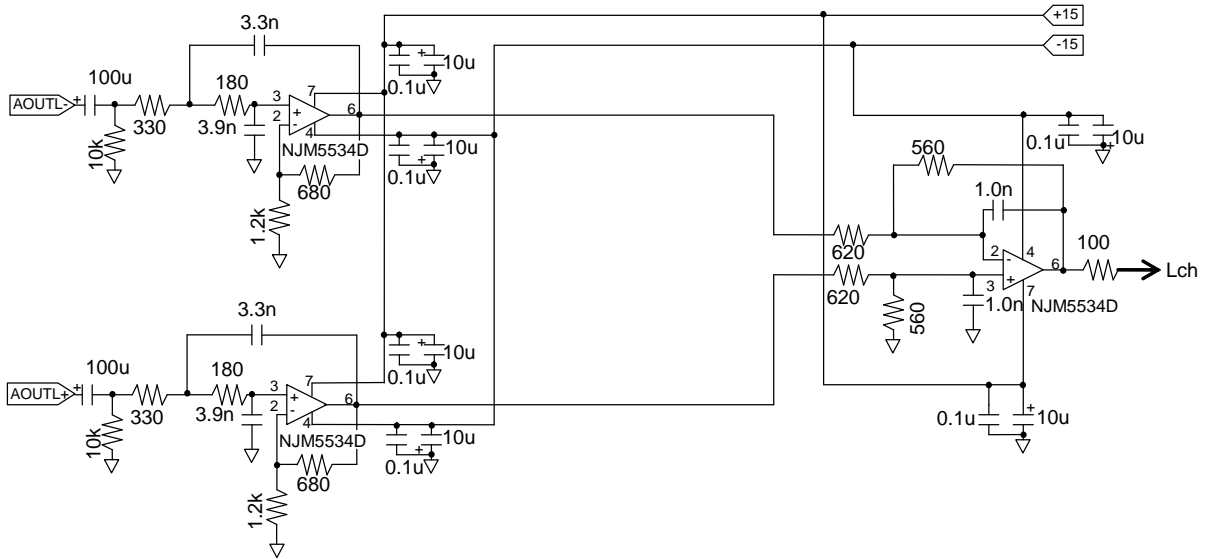 3.3n
+15
-15
100u
180
7
+
10u
0.1u
AOUTL-
+
330
3
+
2
-
6
4
3.9n
10k
NJM5534D
10u
0.1u
+
680
1.2k
0.1u
10u
+
560
1.0n
620
2
-
4
6
100
Lch
+
3
7
620
1.0n
NJM5534D
560
3.3n
+
10u
0.1u
100u
180
7
AOUTL+
+
330
3
+
2
-
6
4
3.9n
10k
NJM5534D
10u
0.1u
+
680
1.2k
0.1u
+
10u